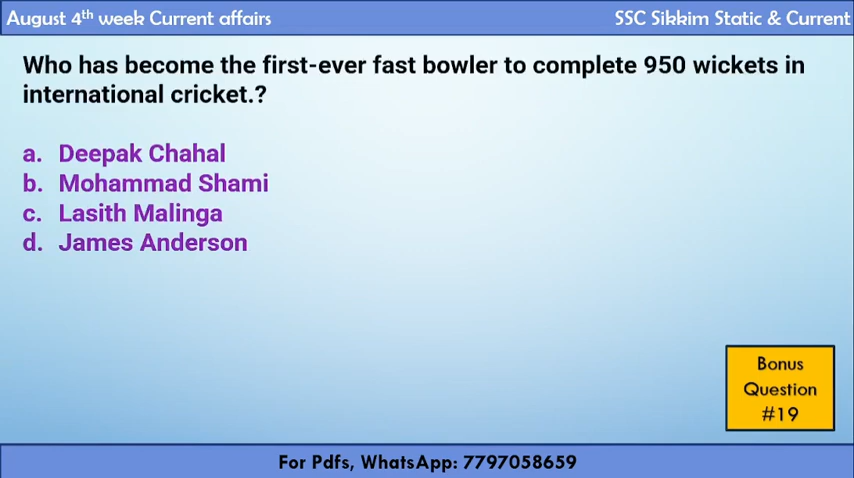 August 4th week Current affairs
SSC Sikkim Static & Current
Who has become the first-ever fast bowler to complete 950 wickets in
international cricket.?
a. Deepak Chahal
b. Mohammad Shami
c. Lasith Malinga
d. James Anderson
Bonus
Question
#19
For Pdfs, WhatsApp: 7797058659